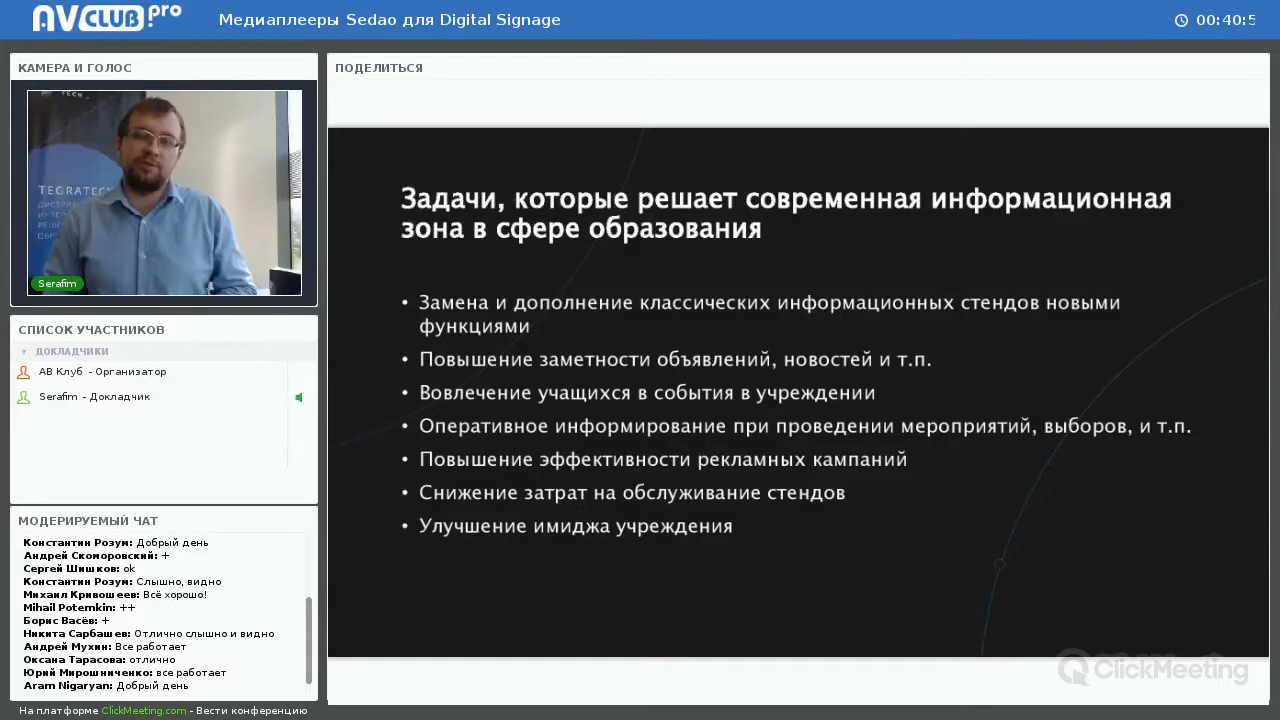 AVCLUB pro
Медиаплееры Sedao для Digital Signage
00:40:5
КАМЕРА И ГОЛОС
TECH
TEGRATECH
Serafim
СПИСОК УЧАСТНИКОВ
ДОКЛАДЧИКИ
АВ Клуб - Организатор
Serafim - Докладчик
МОДЕРИРУЕМЫЙ ЧАТ
Константин Розум: Добрый день
Андрей Скоморовский: +
Сергей Шишков: ok
Константин Розум: Слышно, видно
Михаил Кривошеев: Всё хорошо!
Mihail Potemkin: ++
Борис Васёв: +
Никита Сарбашев: Отлично слышно и видно
Андрей Мухин: Все работает
Оксана Тарасова: отлично
Юрий Мирошниченко: все работает
Aram Nigaryan: Добрый день
На платформе ClickMeeting.com - Вести конференцию
ПОДЕЛИТЬСЯ
Задачи, которые решает современная информационная
зона в сфере образования
• Замена и дополнение классических информационных стендов новыми
функциями
• Повышение заметности объявлений, новостей и т.п.
• Вовлечение учащихся в события в учреждении
• Оперативное информирование при проведении мероприятий, выборов, и т.п.
• Повышение эффективности рекламных кампаний
• Снижение затрат на обслуживание стендов
• Улучшение имиджа учреждения
ClickMeeting